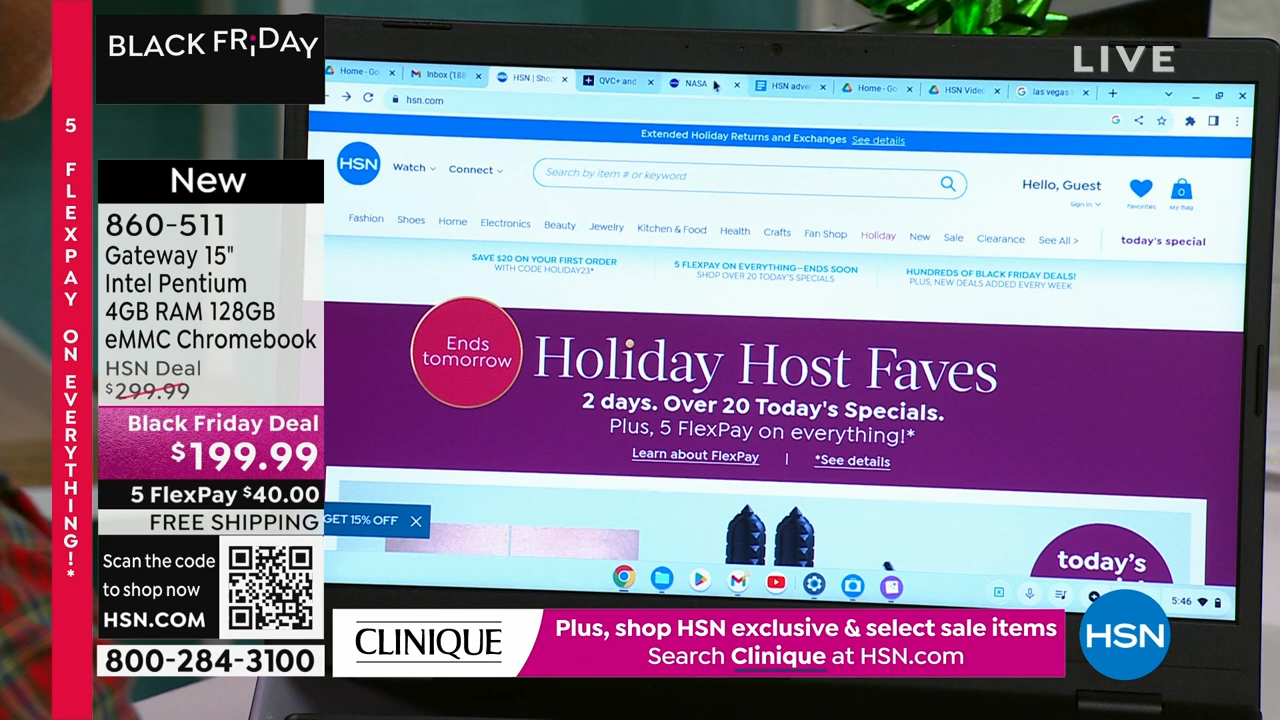 BLACK FRiDAY
LIVE
5 FLEXPAY ON EVERYTHING!*
New
860-511
Gateway 15"
Intel Pentium
4GB RAM 128GB
eMMC Chromebook
HSN Deal
$299.99
Black Friday Deal
$199.99
5 FlexPay $40.00
FREE SHIPPING
Scan the code
to shop now
HSN.COM
800-284-3100
Home - Go
Inbox (188
HSN | Sho
QVC+ and
NASA
HSN adve
Home - Go
HSN Video
las vegas
hsn.com
Extended Holiday Returns and Exchanges See details
HSN
Watch
Connect
Search by item # or keyword
Hello, Guest
Sign In
Favorites
0
My Bag
Fashion Shoes Home Electronics Beauty Jewelry Kitchen & Food Health Crafts Fan Shop Holiday New Sale Clearance See All > today's special
SAVE $20 ON YOUR FIRST ORDER
WITH CODE HOLIDAY23*
5 FLEXPAY ON EVERYTHING—ENDS SOON
SHOP OVER 20 TODAY'S SPECIALS
HUNDREDS OF BLACK FRIDAY DEALS!
PLUS, NEW DEALS ADDED EVERY WEEK
Ends
tomorrow
Holiday Host Faves
2 days. Over 20 Today's Specials.
Plus, 5 FlexPay on everything!*
Learn about FlexPay | *See details
GET 15% OFF
today's
5:46
CLINIQUE
Plus, shop HSN exclusive & select sale items
Search Clinique at HSN.com
HSN